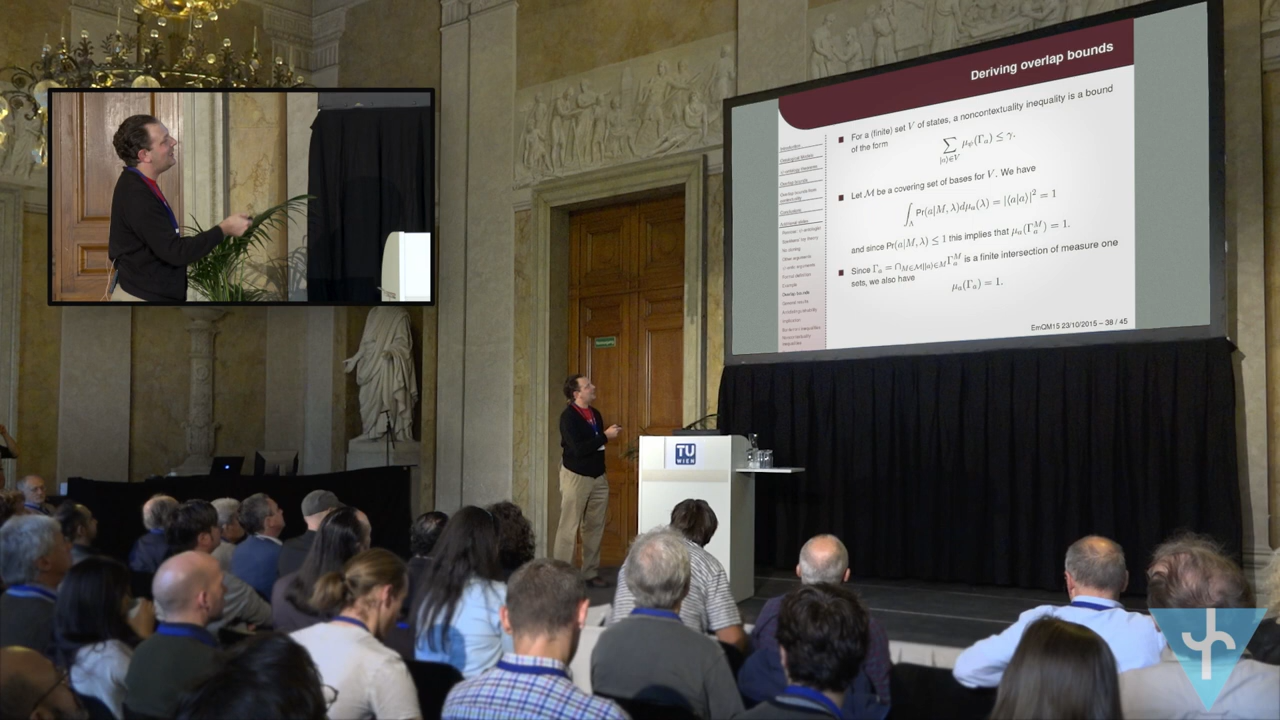 Deriving overlap bounds
For a (finite) set V of states, a noncontextuality inequality is a bound
of the form
∑_{|a⟩∈V} μ_ψ(Γ_a) ≤ γ.
Let M be a covering set of bases for V. We have
∫_Λ Pr(a|M, λ)dμ_a(λ) = |⟨a|a⟩|² = 1
and since Pr(a|M, λ) ≤ 1 this implies that μ_a(Γ_a^M) = 1.
Since Γ_a = ∩_{M∈M||a⟩∈M} Γ_a^M is a finite intersection of measure one
sets, we also have
μ_a(Γ_a) = 1.
EmQM15 23/10/2015 – 38 / 45
Introduction
Overlap bounds
TU
WIEN